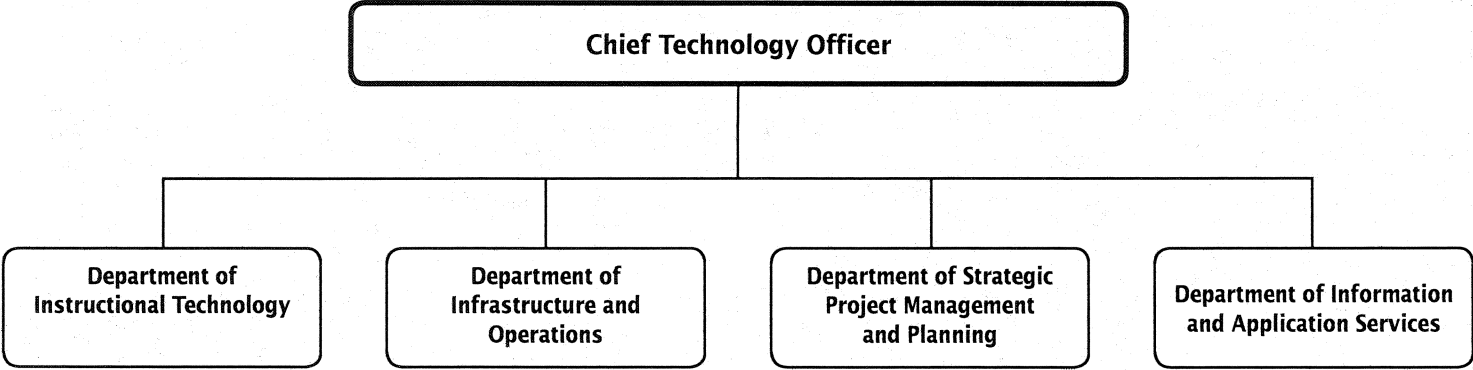 Chief Technology Officer
Department of
Instructional Technology
Department of
Infrastructure and
Operations
Department of Strategic
Project Management
and Planning
Department of Information
and Application Services